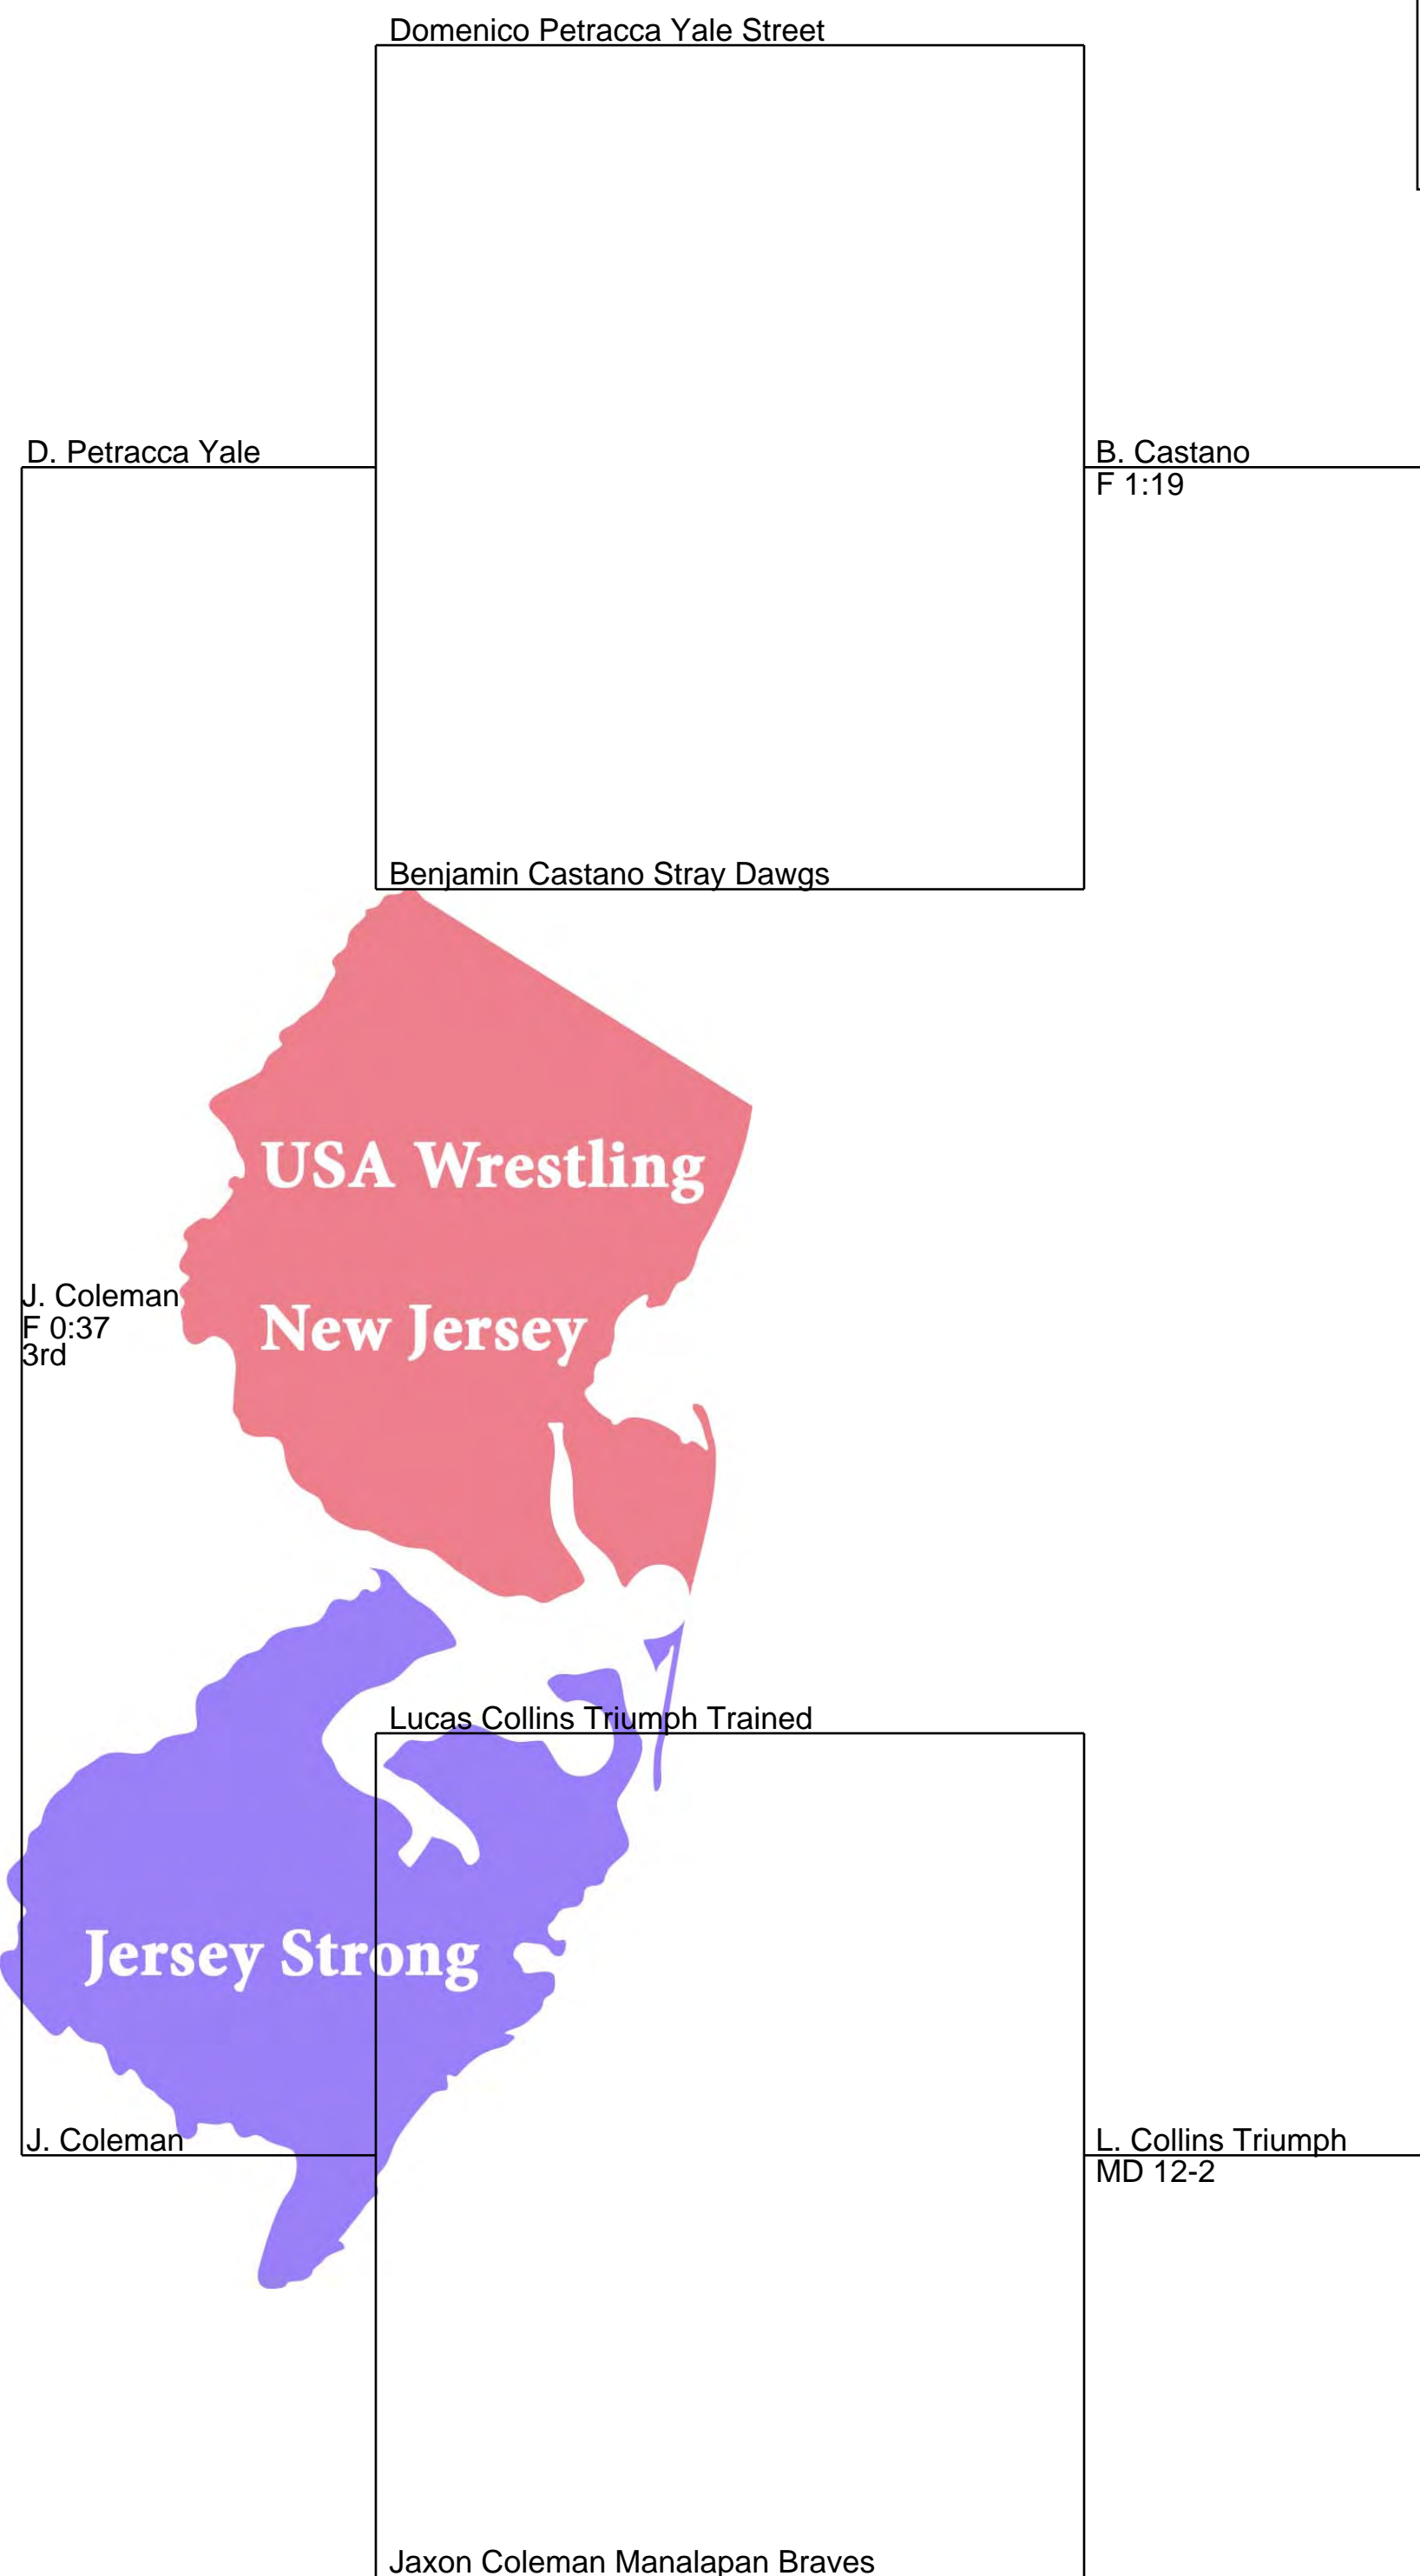 Domenico Petracca Yale Street
D. Petracca Yale
B. Castano
F 1:19
Benjamin Castano Stray Dawgs
USA Wrestling
New Jersey
J. Coleman
F 0:37
3rd
Lucas Collins Triumph Trained
Jersey Strong
J. Coleman
L. Collins Triumph
MD 12-2
Jaxon Coleman Manalapan Braves